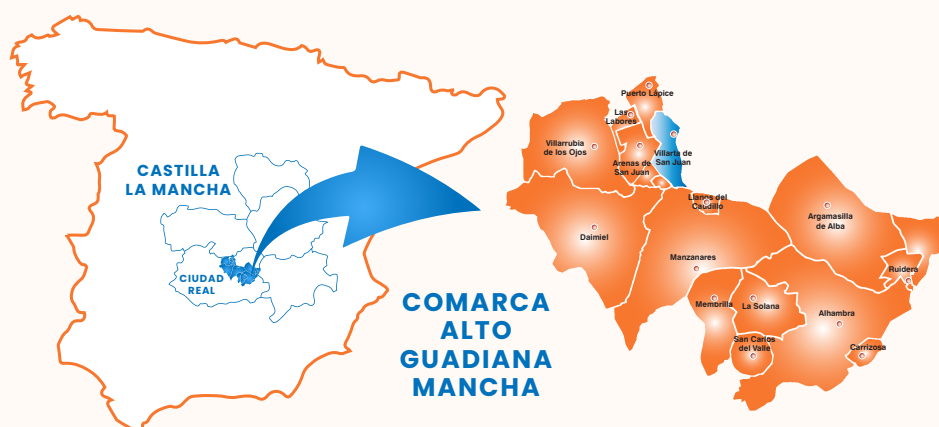 CASTILLA
LA MANCHA
CIUDAD
REAL
COMARCA
ALTO
GUADIANA
MANCHA
Puerto Lápice
Las
Labores
Villarrubia
de los Ojos
Arenas de
San Juan
Villarta de
San Juan
Llanos del
Caudillo
Argamasilla
de Alba
Daimiel
Manzanares
Ruidera
Membrilla
La Solana
Alhambra
San Carlos
del Valle
Carrizosa